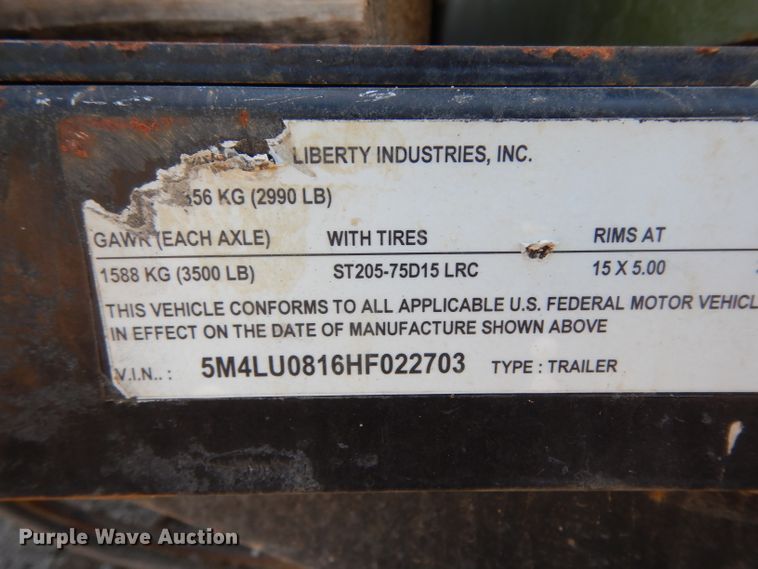 LIBERTY INDUSTRIES, INC.
56 KG (2990 LB)
GAWR (EACH AXLE) WITH TIRES RIMS AT
1588 KG (3500 LB) ST205-75D15 LRC 15 X 5.00
THIS VEHICLE CONFORMS TO ALL APPLICABLE U.S. FEDERAL MOTOR VEHICL
IN EFFECT ON THE DATE OF MANUFACTURE SHOWN ABOVE
V.I.N.. : 5M4LU0816HF022703 TYPE : TRAILER
Purple Wave Auction